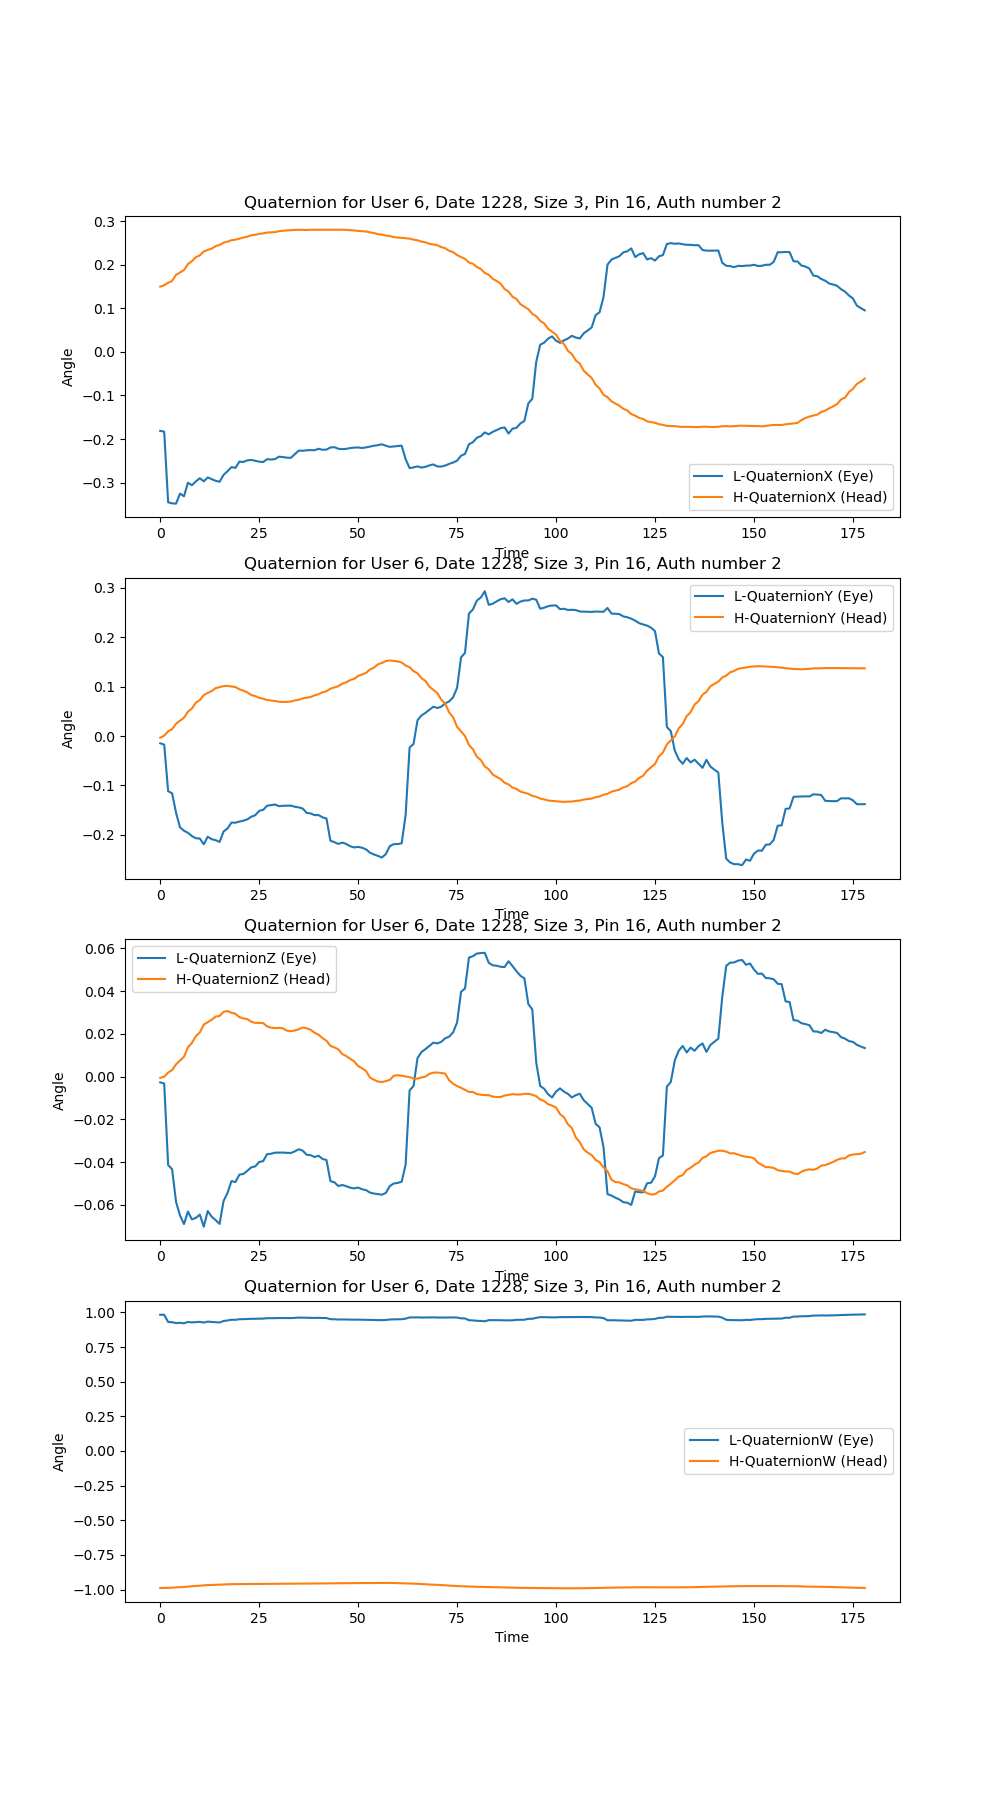 Quaternion for User 6, Date 1228, Size 3, Pin 16, Auth number 2
0.3
0.2
0.1
0.0
−0.1
−0.2
−0.3
Angle
L-QuaternionX (Eye)
H-QuaternionX (Head)
0 25 50 75 100 125 150 175
Time
Quaternion for User 6, Date 1228, Size 3, Pin 16, Auth number 2
0.3
0.2
0.1
0.0
−0.1
−0.2
Angle
L-QuaternionY (Eye)
H-QuaternionY (Head)
0 25 50 75 100 125 150 175
Time
Quaternion for User 6, Date 1228, Size 3, Pin 16, Auth number 2
0.06
0.04
0.02
0.00
−0.02
−0.04
−0.06
Angle
L-QuaternionZ (Eye)
H-QuaternionZ (Head)
0 25 50 75 100 125 150 175
Time
Quaternion for User 6, Date 1228, Size 3, Pin 16, Auth number 2
1.00
0.75
0.50
0.25
0.00
−0.25
−0.50
−0.75
−1.00
Angle
L-QuaternionW (Eye)
H-QuaternionW (Head)
0 25 50 75 100 125 150 175
Time